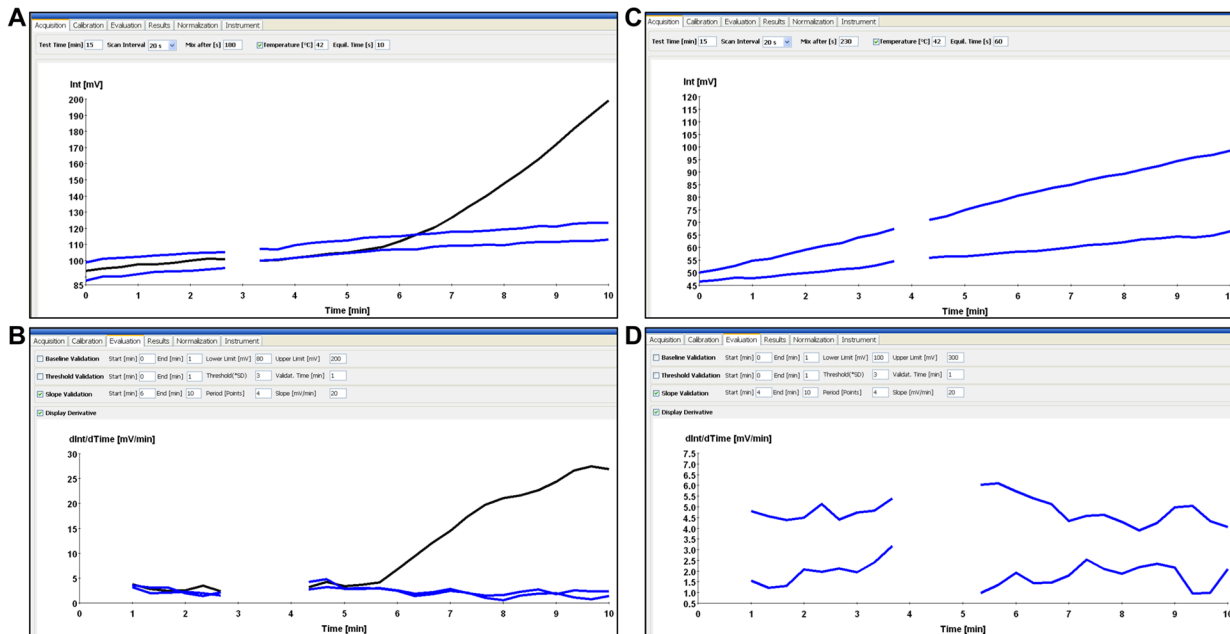 A
Acquisition Calibration Evaluation Results Normalization Instrument
Test Time [min] 15 Scan Interval 20 s Mix after [s] 180 Temperature [°C] 42 Equil. Time [s] 10
Int [mV]
200
190
180
170
160
150
140
130
120
110
100
85
0 1 2 3 4 5 6 7 8 9 10
Time [min]
B
Acquisition Calibration Evaluation Results Normalization Instrument
Baseline Validation Start [min] 0 End [min] 1 Lower Limit [mV] 80 Upper Limit [mV] 200
Threshold Validation Start [min] 0 End [min] 1 Threshold(*SD) 3 Validat. Time [min] 1
Slope Validation Start [min] 6 End [min] 10 Period [Points] 4 Slope [mV/min] 20
Display Derivative
dInt/dTime [mV/min]
30
25
20
15
10
5
0
0 1 2 3 4 5 6 7 8 9 10
Time [min]
C
Acquisition Calibration Evaluation Results Normalization Instrument
Test Time [min] 15 Scan Interval 20 s Mix after [s] 230 Temperature [°C] 42 Equil. Time [s] 60
Int [mV]
120
115
110
105
100
95
90
85
80
75
70
65
60
55
50
45
0 1 2 3 4 5 6 7 8 9 10
Time [min]
D
Acquisition Calibration Evaluation Results Normalization Instrument
Baseline Validation Start [min] 0 End [min] 1 Lower Limit [mV] 100 Upper Limit [mV] 300
Threshold Validation Start [min] 0 End [min] 1 Threshold(*SD) 3 Validat. Time [min] 1
Slope Validation Start [min] 4 End [min] 10 Period [Points] 4 Slope [mV/min] 20
Display Derivative
dInt/dTime [mV/min]
7.5
7.0
6.5
6.0
5.5
5.0
4.5
4.0
3.5
3.0
2.5
2.0
1.5
1.0
0.5
0 1 2 3 4 5 6 7 8 9 10
Time [min]